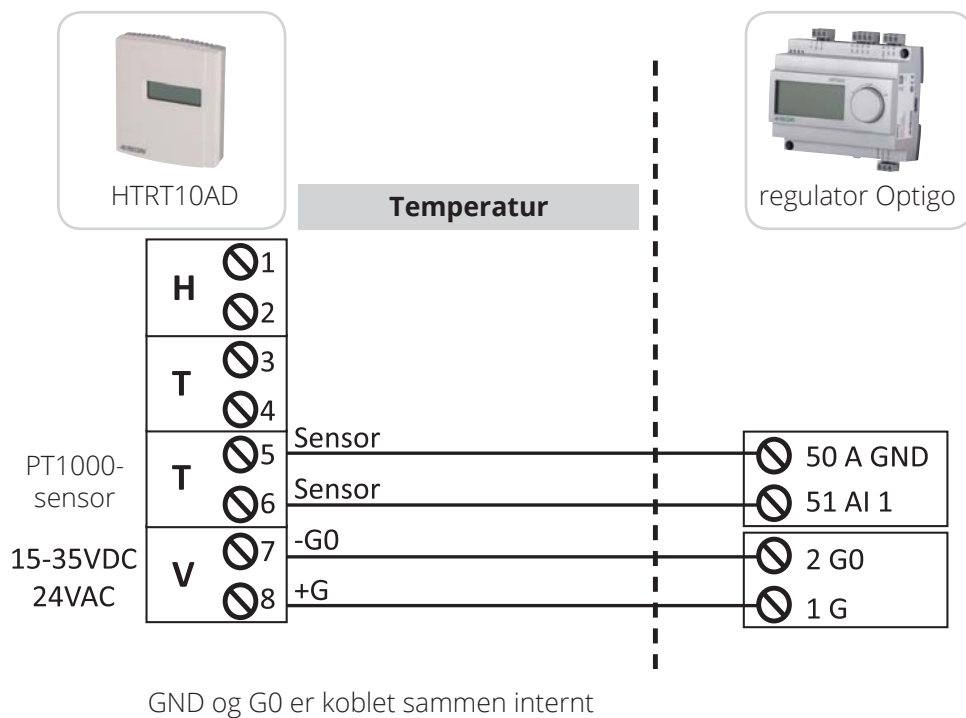 HTRT10AD
Temperatur
regulator Optigo
H
1
2
T
3
4
PT1000-
sensor
T
5
Sensor
50 A GND
6
Sensor
51 AI 1
15-35VDC
24VAC
V
7
-G0
2 G0
8
+G
1 G
GND og G0 er koblet sammen internt